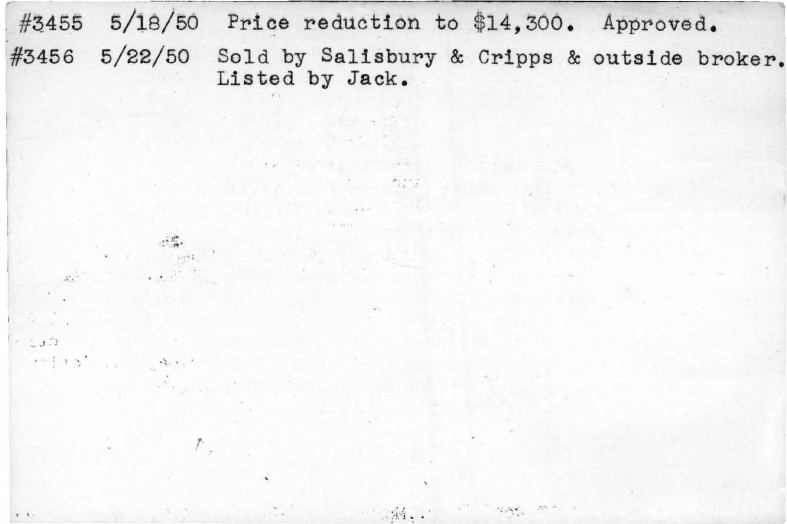 #3455 5/18/50 Price reduction to $14,300. Approved.
#3456 5/22/50 Sold by Salisbury & Cripps & outside broker.
Listed by Jack.